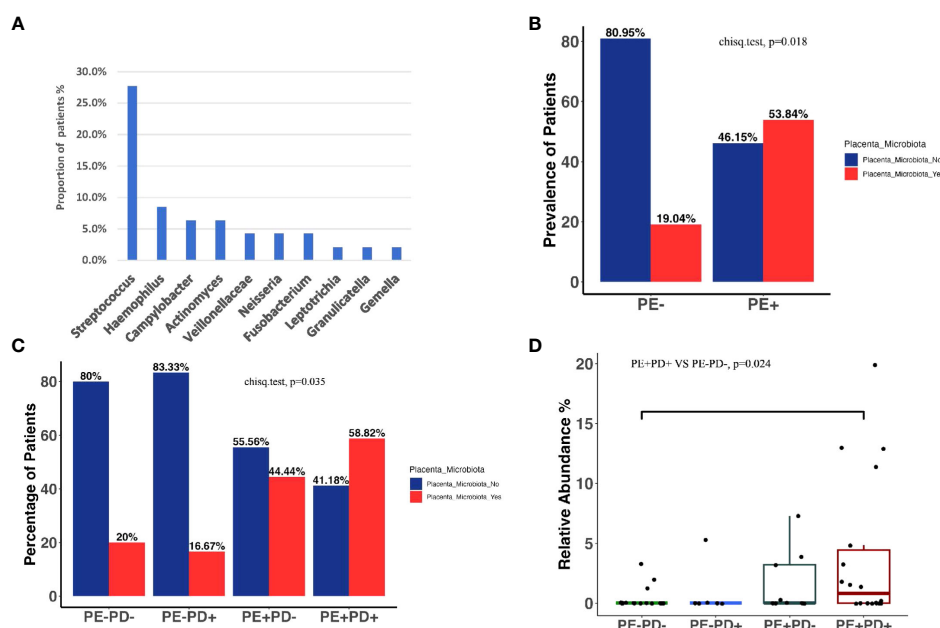 A
30.0%
25.0%
20.0%
15.0%
10.0%
5.0%
0.0%
Proportion of patients %
Streptococcus
Haemophilus
Campylobacter
Actinomyces
Veillonellaceae
Neisseria
Fusobacterium
Leptotrichia
Granulicatella
Gemella
B
chisq.test, p=0.018
80
60
40
20
0
Prevalence of Patients
80.95%
19.04%
46.15%
53.84%
PE-
PE+
Placenta_Microbiota
Placenta_Microbiota_No
Placenta_Microbiota_Ye
C
chisq.test, p=0.035
80
60
40
20
0
Percentage of Patients
80%
20%
83.33%
16.67%
55.56%
44.44%
41.18%
58.82%
PE-PD-
PE-PD+
PE+PD-
PE+PD+
Placenta_Microbiota
Placenta_Microbiota_No
Placenta_Microbiota_Yes
D
PE+PD+ VS PE-PD-, p=0.024
20
15
10
5
0
Relative Abundance %
PE-PD-
PE-PD+
PE+PD-
PE+PD+